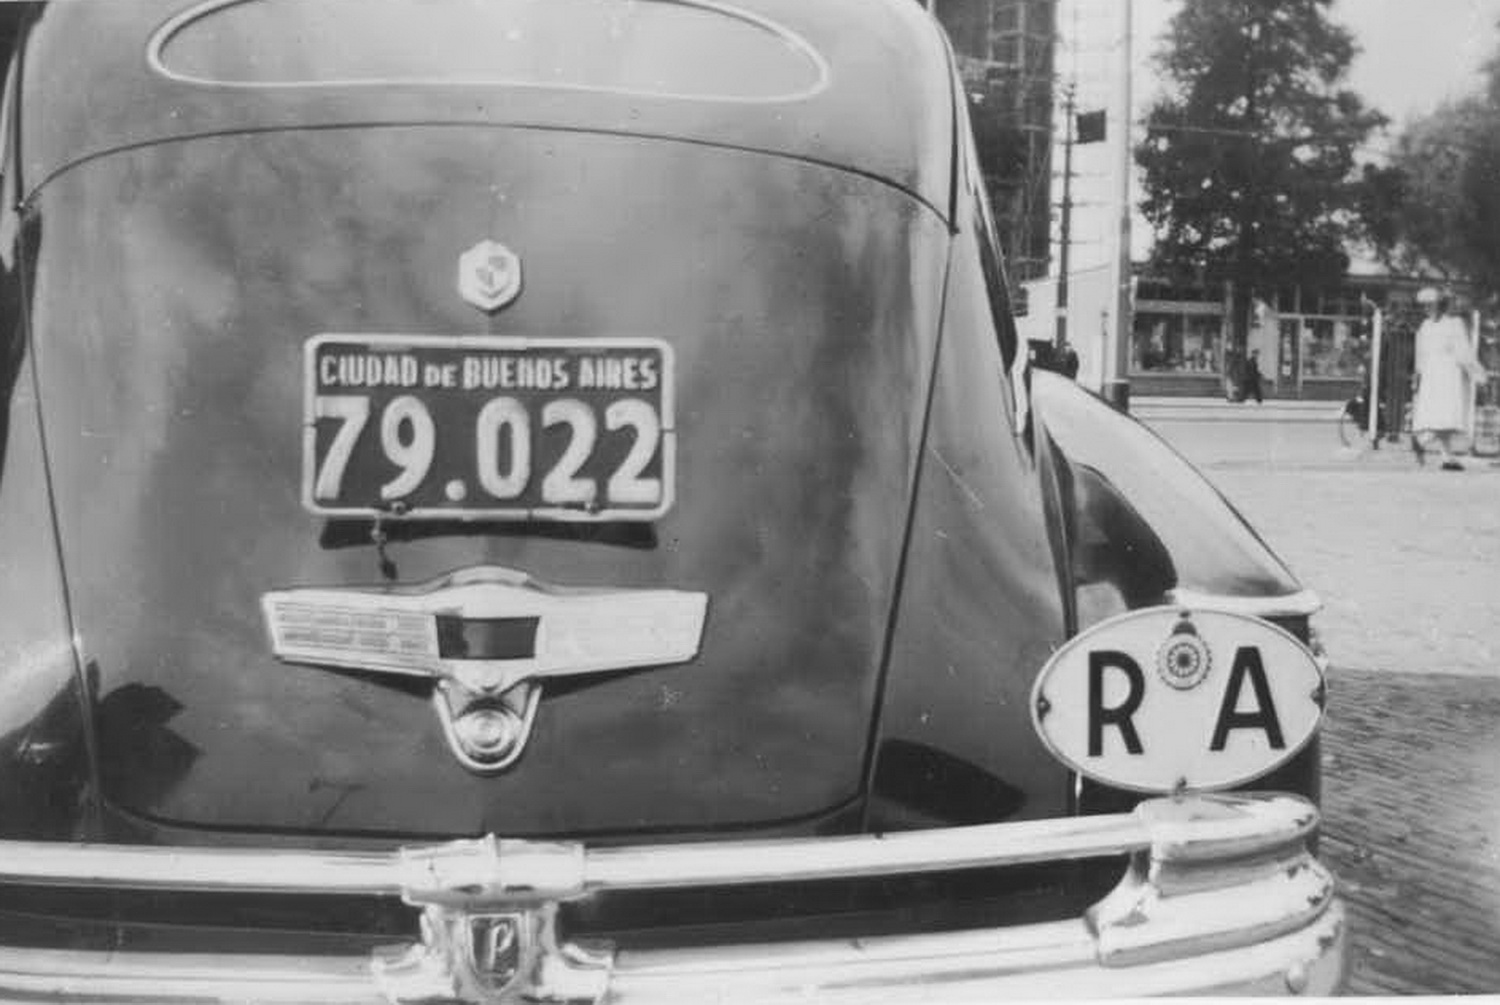 CIUDAD DE BUENOS AIRES
79.022
R A
P